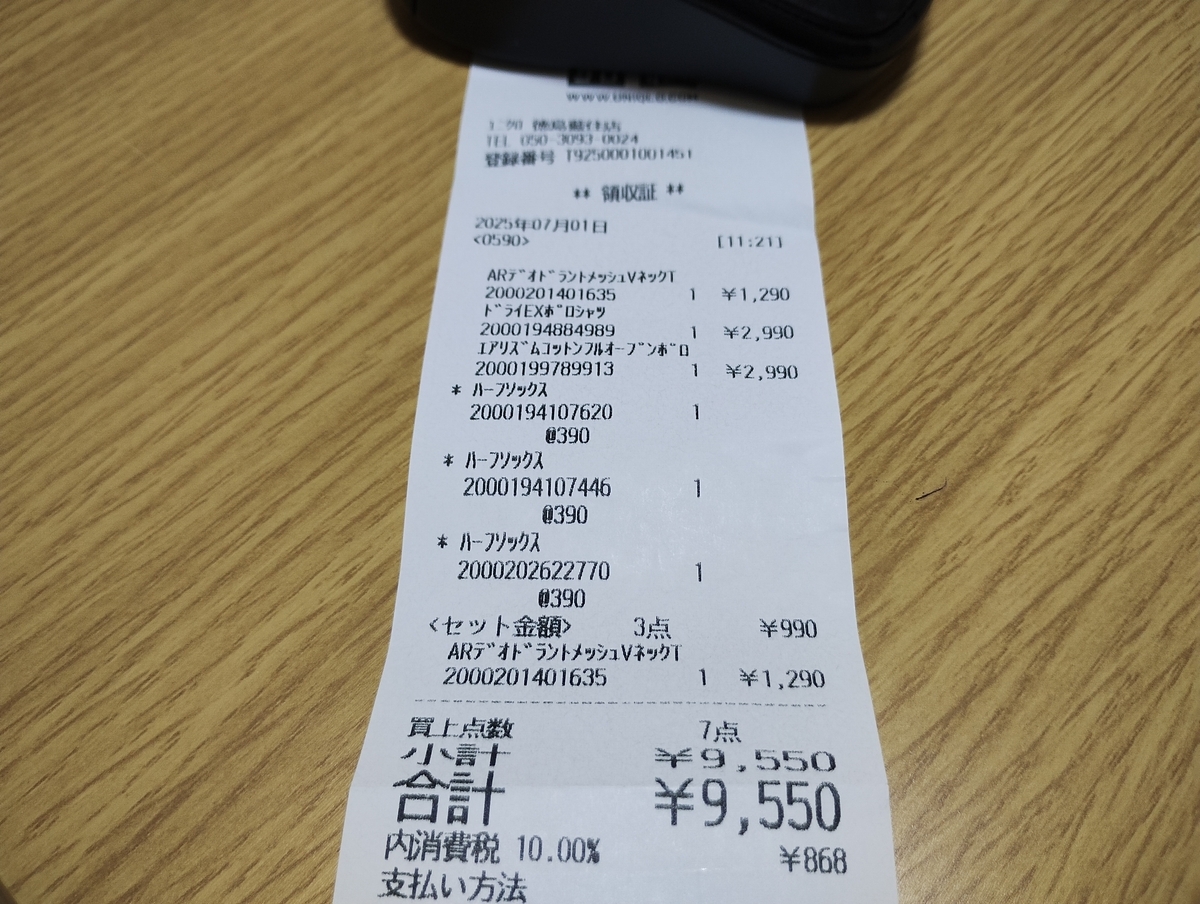 WWW.UNIQLO.COM
ユニクロ 徳島藍住店
TEL 050-3093-0024
登録番号 T9250001001451
** 領収証 **
2025年07月01日
<0590> [11:21]
ARデオドラントメッシュVネックT
2000201401635 1 ¥1,290
ドライEXポロシャツ
2000194884989 1 ¥2,990
エアリズムコットンフルオープンポロ
2000199789913 1 ¥2,990
* ハーフソックス
2000194107620 1
@390
* ハーフソックス
2000194107446 1
@390
* ハーフソックス
2000202622770 1
@390
<セット金額> 3点 ¥990
ARデオドラントメッシュVネックT
2000201401635 1 ¥1,290
買上点数 7点
小計 ¥9,550
合計 ¥9,550
内消費税 10.00% ¥868
支払い方法